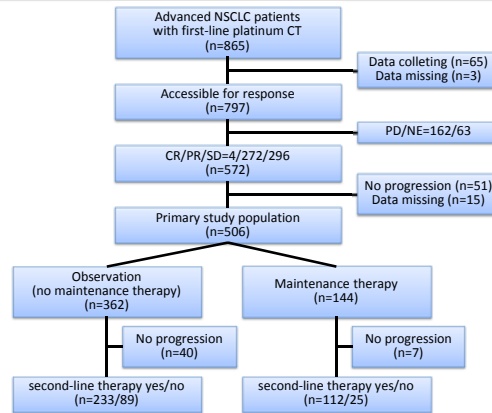 Advanced NSCLC patients
with first-line platinum CT
(n=865)
Data colleting (n=65)
Data missing (n=3)
Accessible for response
(n=797)
PD/NE=162/63
CR/PR/SD=4/272/296
(n=572)
No progression (n=51)
Data missing (n=15)
Primary study population
(n=506)
Observation
(no maintenance therapy)
(n=362)
Maintenance therapy
(n=144)
No progression
(n=40)
No progression
(n=7)
second-line therapy yes/no
(n=233/89)
second-line therapy yes/no
(n=112/25)